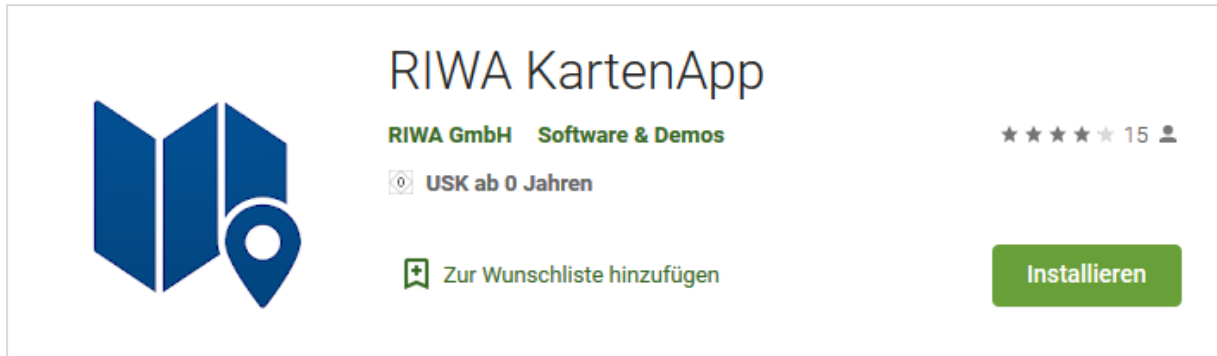 RIWA KartenApp
RIWA GmbH Software & Demos
15
0 USK ab 0 Jahren
Zur Wunschliste hinzufügen
Installieren